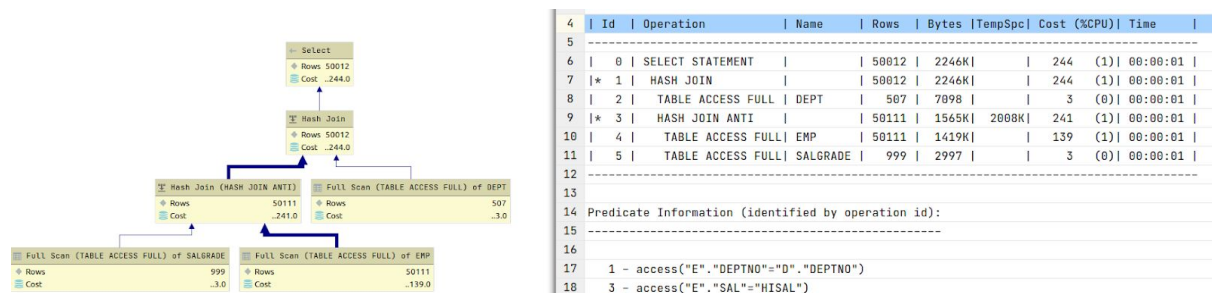 ← Select
Rows 50012
Cost ..244.0
Hash Join
Rows 50012
Cost ..244.0
Hash Join (HASH JOIN ANTI)
Rows 50111
Cost ..241.0
Full Scan (TABLE ACCESS FULL) of DEPT
Rows 507
Cost ..3.0
Full Scan (TABLE ACCESS FULL) of SALGRADE
Rows 999
Cost ..3.0
Full Scan (TABLE ACCESS FULL) of EMP
Rows 50111
Cost ..139.0
4 | Id | Operation | Name | Rows | Bytes |TempSpc| Cost (%CPU)| Time |
5 ----------------------------------------------------------------------------------------
6 | 0 | SELECT STATEMENT | | 50012 | 2246K| | 244 (1)| 00:00:01 |
7 |* 1 | HASH JOIN | | 50012 | 2246K| | 244 (1)| 00:00:01 |
8 | 2 | TABLE ACCESS FULL | DEPT | 507 | 7098 | | 3 (0)| 00:00:01 |
9 |* 3 | HASH JOIN ANTI | | 50111 | 1565K| 2008K| 241 (1)| 00:00:01 |
10 | 4 | TABLE ACCESS FULL| EMP | 50111 | 1419K| | 139 (1)| 00:00:01 |
11 | 5 | TABLE ACCESS FULL| SALGRADE | 999 | 2997 | | 3 (0)| 00:00:01 |
12 ----------------------------------------------------------------------------------------
13
14 Predicate Information (identified by operation id):
15 ---------------------------------------------------
16
17 1 - access("E"."DEPTNO"="D"."DEPTNO")
18 3 - access("E"."SAL"="HISAL")